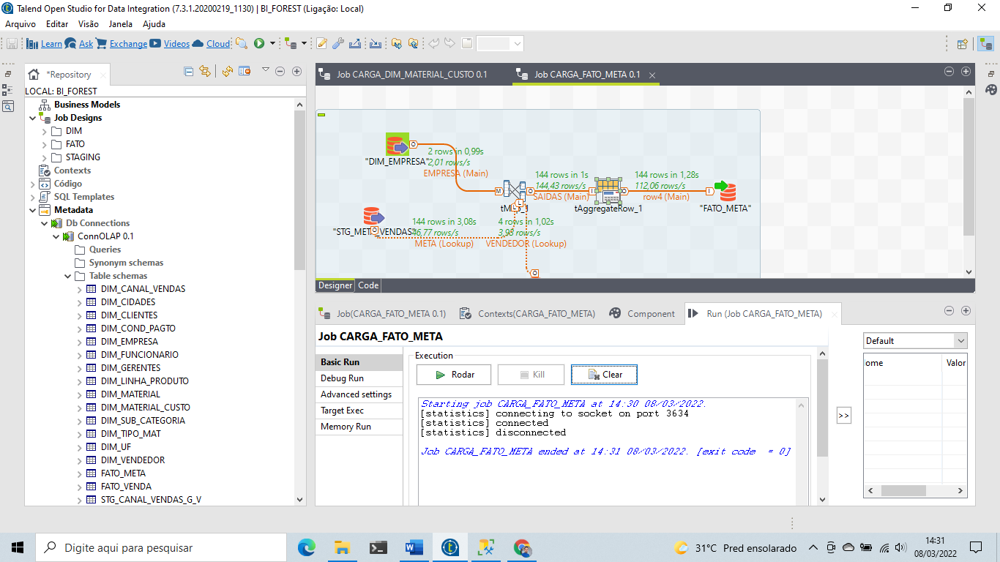 Talend Open Studio for Data Integration (7.3.1.20200219_1130) | BI_FOREST (Ligação: Local)
Arquivo Editar Visão Janela Ajuda
Learn Ask Exchange Videos Cloud
*Repository
LOCAL: BI_FOREST
Business Models
Job Designs
DIM
FATO
STAGING
Contexts
Código
SQL Templates
Metadata
Db Connections
ConnOLAP 0.1
Queries
Synonym schemas
Table schemas
DIM_CANAL_VENDAS
DIM_CIDADES
DIM_CLIENTES
DIM_COND_PAGTO
DIM_EMPRESA
DIM_FUNCIONARIO
DIM_GERENTES
DIM_LINHA_PRODUTO
DIM_MATERIAL
DIM_MATERIAL_CUSTO
DIM_SUB_CATEGORIA
DIM_TIPO_MAT
DIM_UF
DIM_VENDEDOR
FATO_META
FATO_VENDA
STG_CANAL_VENDAS_G_V
Job CARGA_DIM_MATERIAL_CUSTO 0.1
Job CARGA_FATO_META 0.1
"DIM_EMPRESA"
2 rows in 0,99s
2,01 rows/s
EMPRESA (Main)
144 rows in 1s
144,43 rows/s
SAIDAS (Main)
144 rows in 1,28s
112,06 rows/s
row4 (Main)
tAggregateRow_1
"FATO_META"
144 rows in 3,08s
46,77 rows/s
META (Lookup)
4 rows in 1,02s
3,93 rows/s
VENDEDOR (Lookup)
Designer Code
Job(CARGA_FATO_META 0.1)
Contexts(CARGA_FATO_META)
Component
Run (Job CARGA_FATO_META)
Job CARGA_FATO_META
Basic Run
Debug Run
Advanced settings
Target Exec
Memory Run
Execution
Rodar Kill Clear
Starting job CARGA_FATO_META at 14:30 08/03/2022.
[statistics] connecting to socket on port 3634
[statistics] connected
[statistics] disconnected
Job CARGA_FATO_META ended at 14:31 08/03/2022. [exit code = 0]
>>
Default
ome Valor
Digite aqui para pesquisar
31°C Pred ensolarado
14:31
08/03/2022